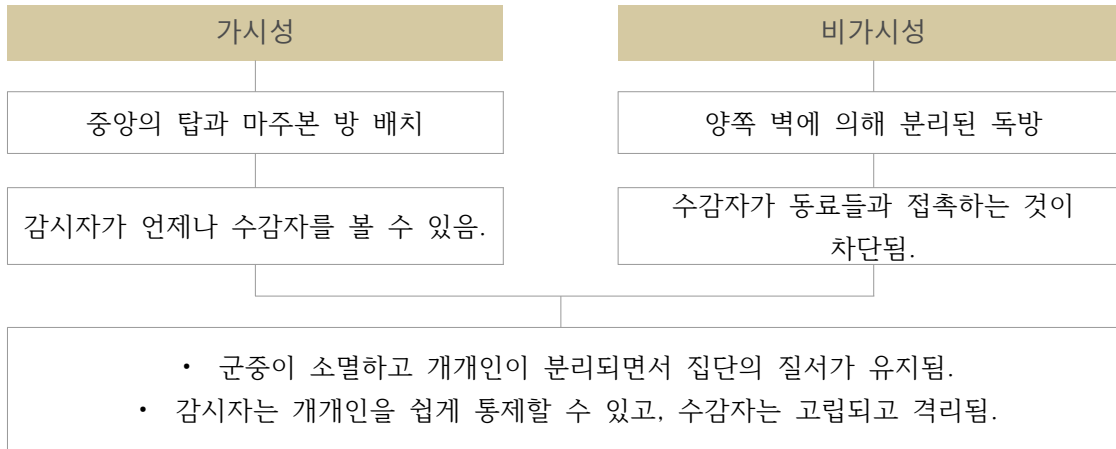 가시성
비가시성
중앙의 탑과 마주본 방 배치
양쪽 벽에 의해 분리된 독방
감시자가 언제나 수감자를 볼 수 있음.
수감자가 동료들과 접촉하는 것이
차단됨.
• 군중이 소멸하고 개개인이 분리되면서 집단의 질서가 유지됨.
• 감시자는 개개인을 쉽게 통제할 수 있고, 수감자는 고립되고 격리됨.